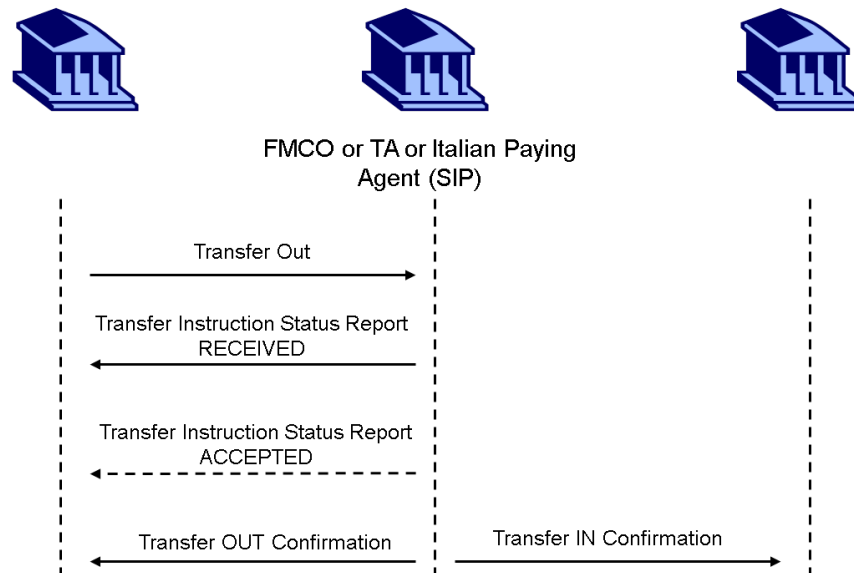 FMCO or TA or Italian Paying
Agent (SIP)
Transfer Out
Transfer Instruction Status Report
RECEIVED
Transfer Instruction Status Report
ACCEPTED
Transfer OUT Confirmation
Transfer IN Confirmation